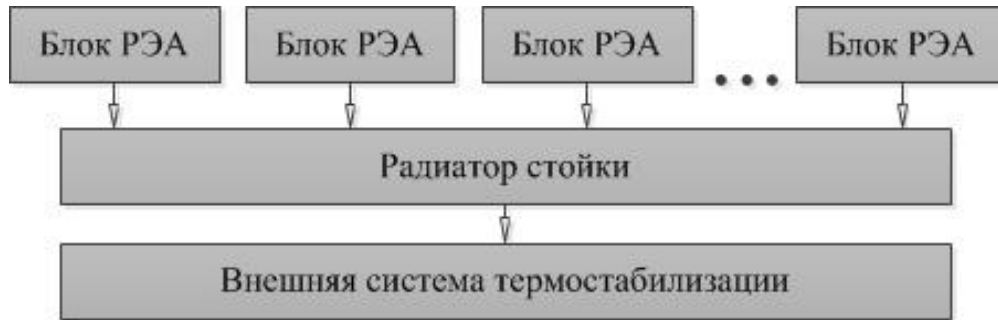 Блок РЭА Блок РЭА Блок РЭА ... Блок РЭА
Радиатор стойки
Внешняя система термостабилизации